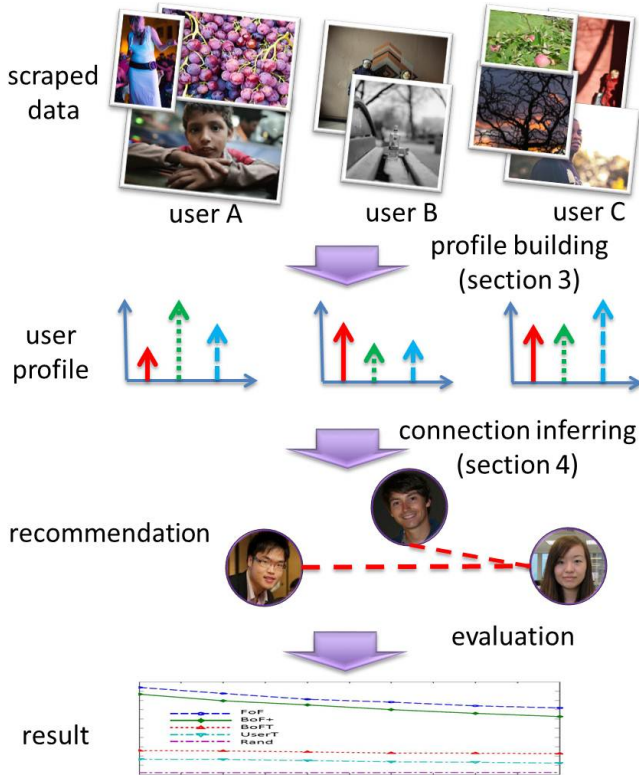 scraped
data
user A
user B
user C
profile building
(section 3)
user
profile
connection inferring
(section 4)
recommendation
evaluation
FoF
BoF+
BoFT
UserT
Rand
result